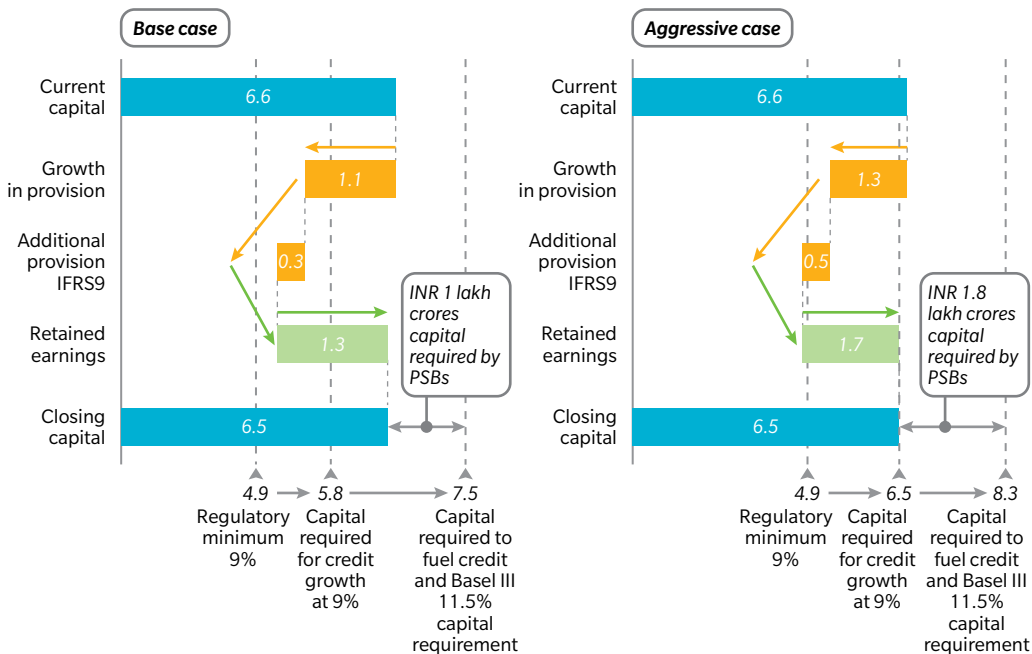 Base case
Current
capital
6.6
Growth
in provision
1.1
Additional
provision
IFRS9
0.3
Retained
earnings
1.3
INR 1 lakh
crores
capital
required by
PSBs
Closing
capital
6.5
4.9
5.8
7.5
Regulatory
minimum
9%
Capital
required
for credit
growth
at 9%
Capital
required to
fuel credit
and Basel III
11.5%
capital
requirement
Aggressive case
Current
capital
6.6
Growth
in provision
1.3
Additional
provision
IFRS9
0.5
Retained
earnings
1.7
INR 1.8
lakh crores
capital
required by
PSBs
Closing
capital
6.5
4.9
6.5
8.3
Regulatory
minimum
9%
Capital
required
for credit
growth
at 9%
Capital
required to
fuel credit
and Basel III
11.5%
capital
requirement